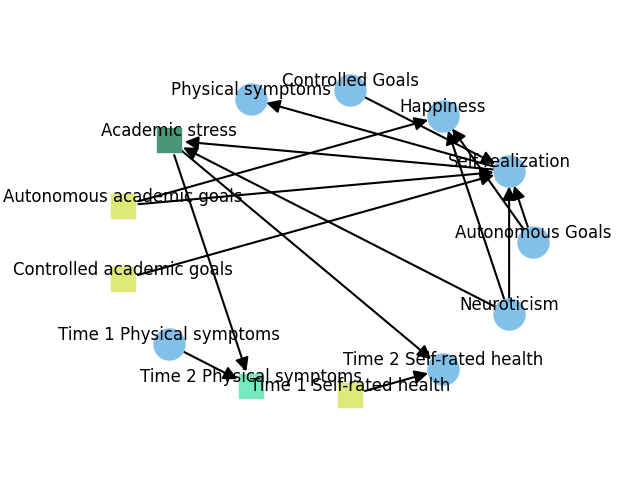 Controlled Goals
Physical symptoms
Happiness
Academic stress
Self-realization
Autonomous academic goals
Autonomous Goals
Controlled academic goals
Neuroticism
Time 1 Physical symptoms
Time 2 Self-rated health
Time 2 Physical symptoms
Time 1 Self-rated health